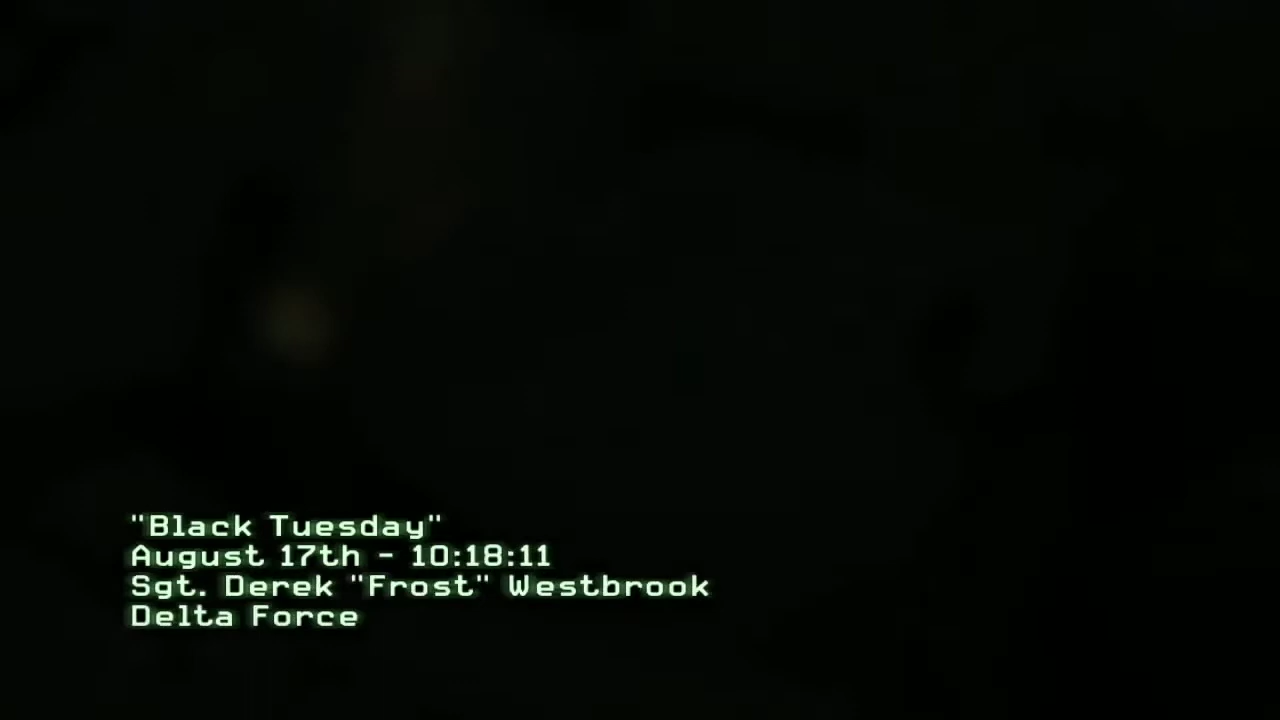 "Black Tuesday"
August 17th - 10:18:11
Sgt. Derek "Frost" Westbrook
Delta Force